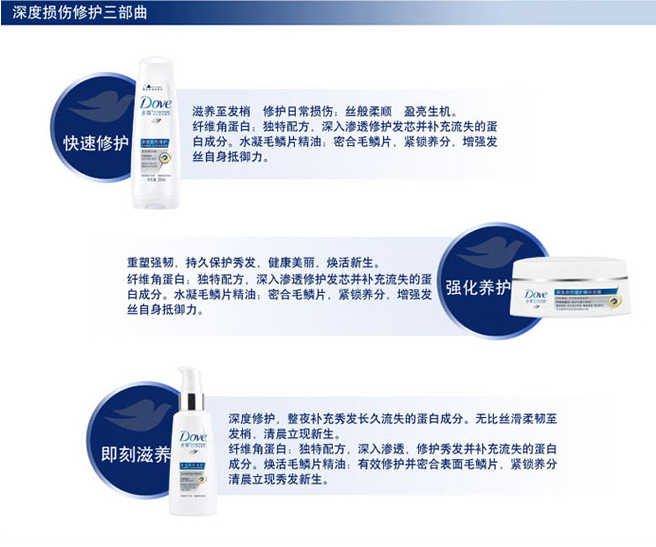 深度损伤修护三部曲
快速修护
Dove
滋养至发梢 修护日常损伤；丝般柔顺 盈亮生机。
纤维角蛋白：独特配方，深入渗透修护发芯并补充流失的蛋
白成分。水凝毛鳞片精油：密合毛鳞片，紧锁养分，增强发
丝自身抵御力。
重塑强韧，持久保护秀发，健康美丽，焕活新生。
纤维角蛋白：独特配方，深入渗透修护发芯并补充流失的蛋
白成分。水凝毛鳞片精油：密合毛鳞片，紧锁养分，增强发
丝自身抵御力。
强化养护
Dove
即刻滋养
Dove
深度修护，整夜补充秀发长久流失的蛋白成分。无比丝滑柔韧至
发梢，清晨立现新生。
纤维角蛋白：独特配方，深入渗透，修护秀发并补充流失的蛋白
成分。焕活毛鳞片精油：有效修护并密合表面毛鳞片，紧锁养分
清晨立现秀发新生。